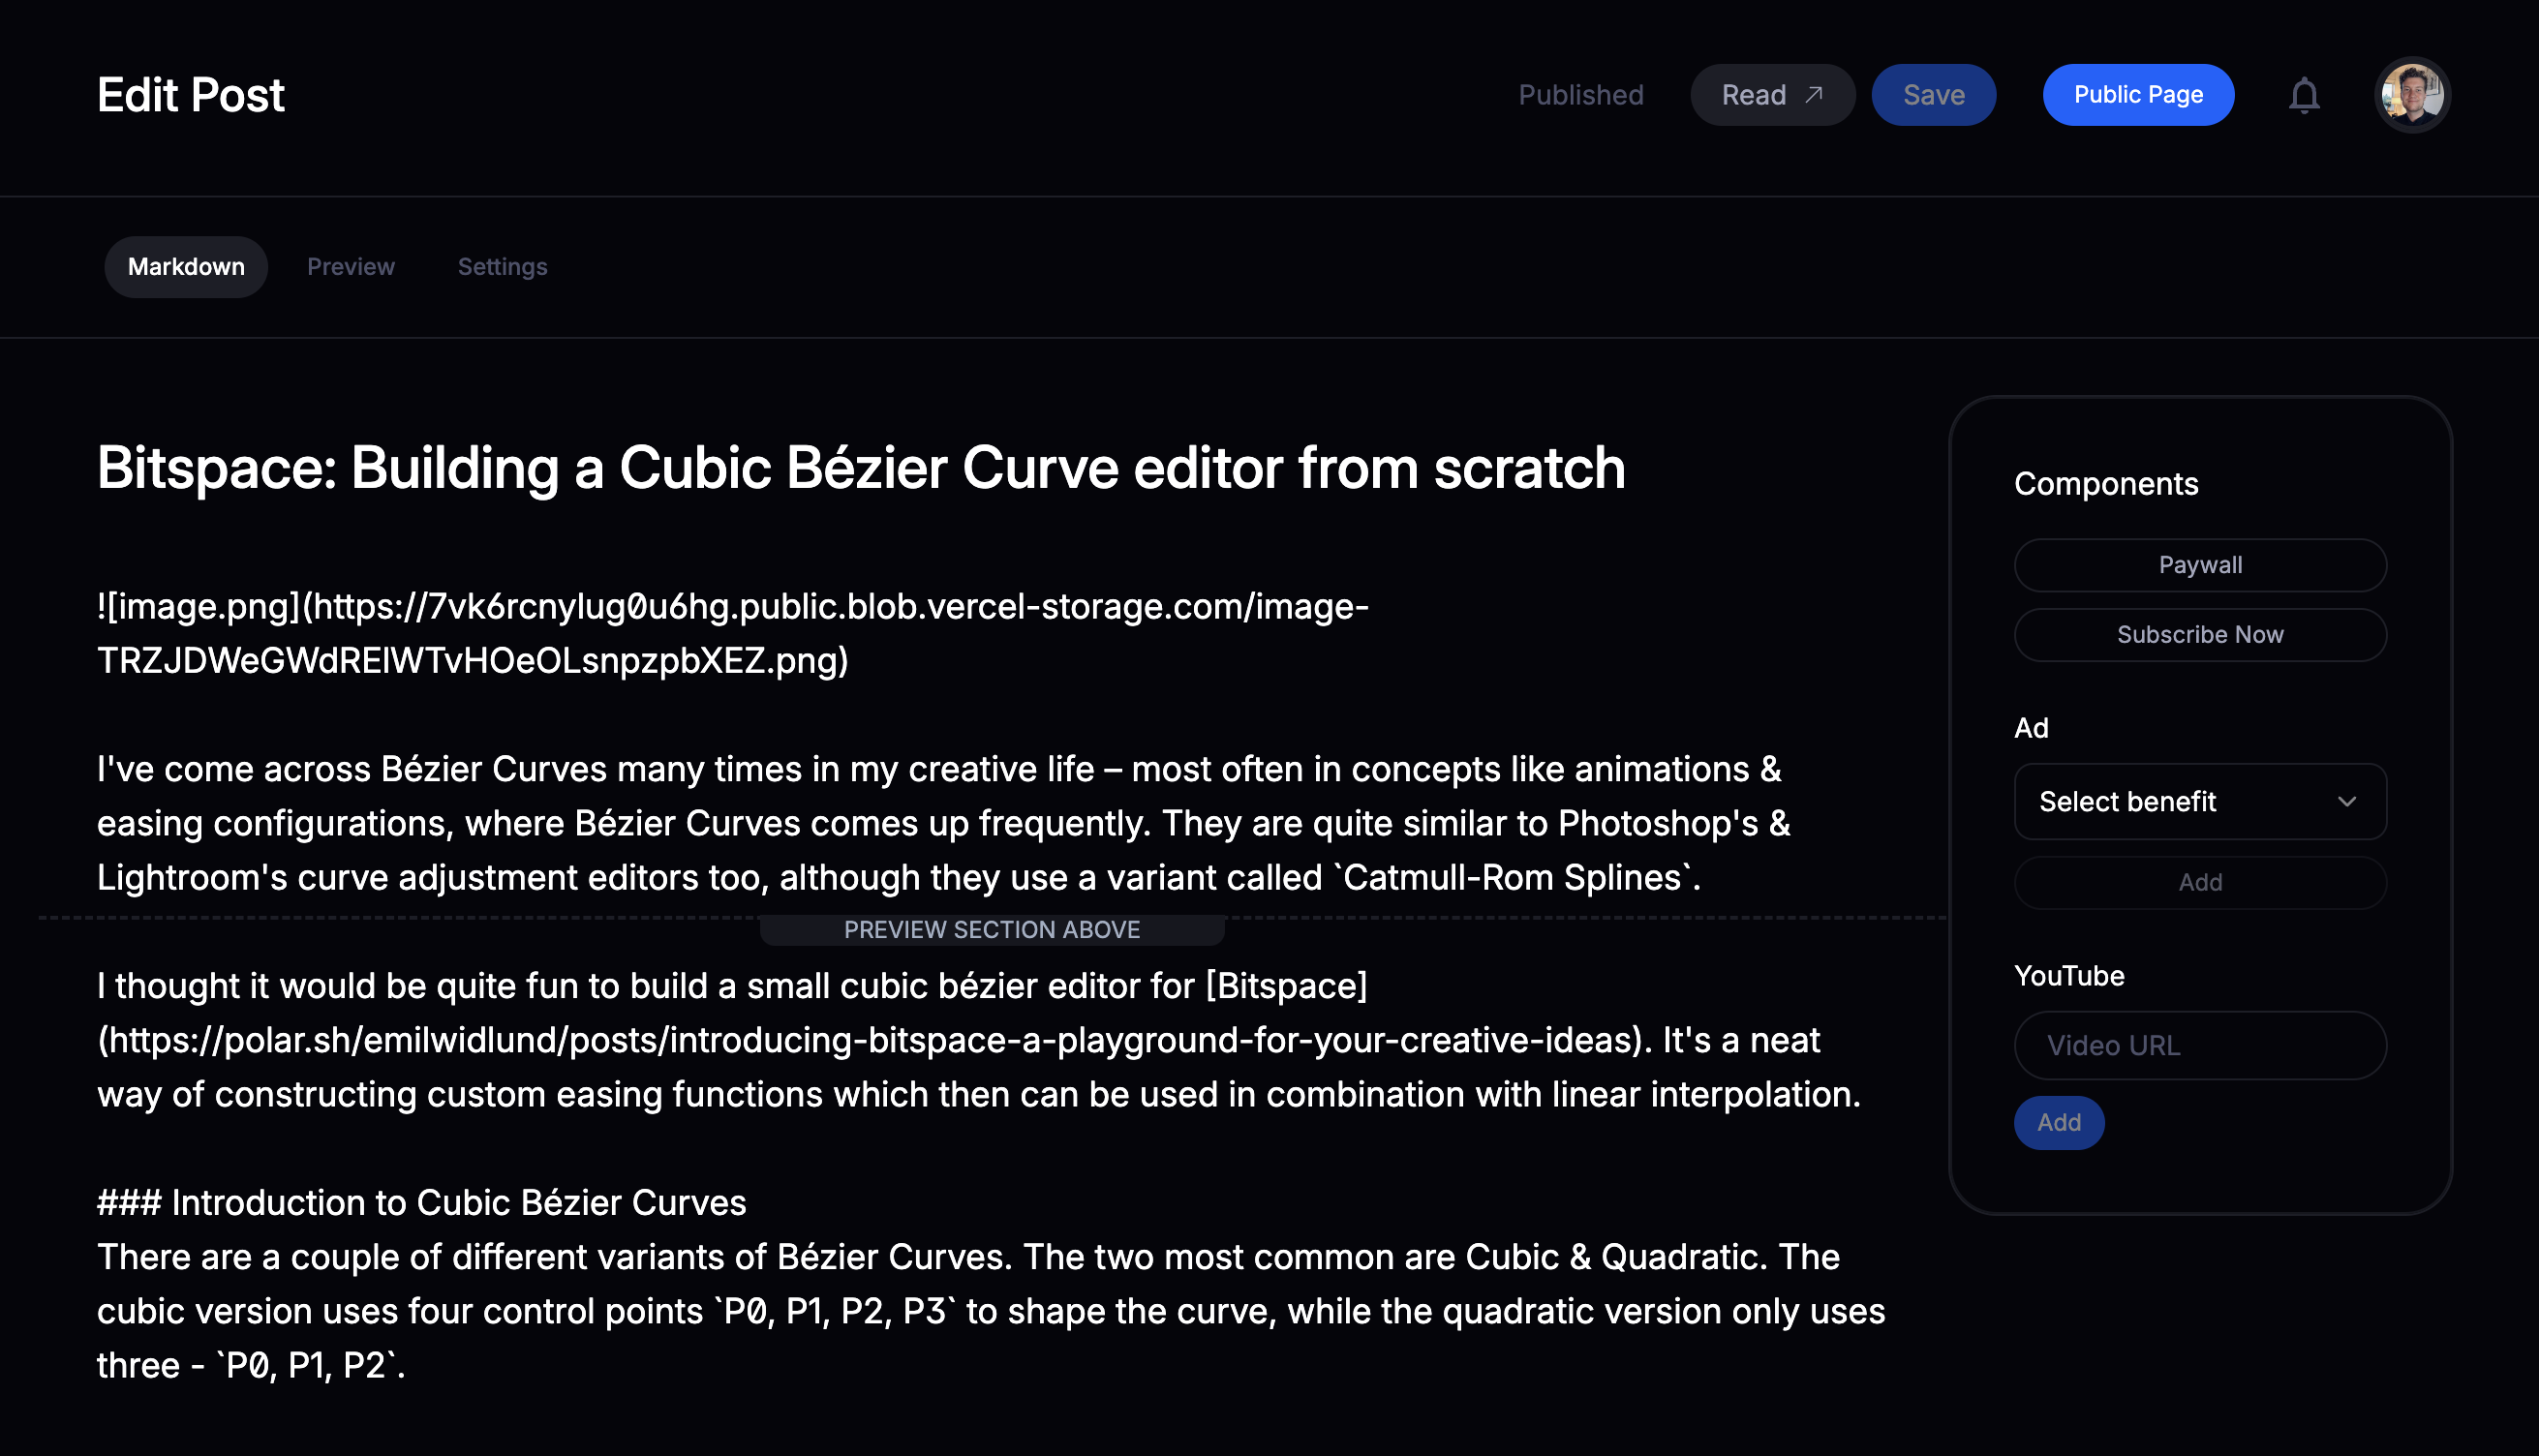 Edit Post
Published
Read
Save
Public Page
Markdown
Preview
Settings
Bitspace: Building a Cubic Bézier Curve editor from scratch
![image.png](https://7vk6rcnylug0u6hg.public.blob.vercel-storage.com/image-
TRZJDWeGWdRElWTvHOeOLsnpzpbXEZ.png)
I've come across Bézier Curves many times in my creative life – most often in concepts like animations &
easing configurations, where Bézier Curves comes up frequently. They are quite similar to Photoshop's &
Lightroom's curve adjustment editors too, although they use a variant called `Catmull-Rom Splines`.
PREVIEW SECTION ABOVE
I thought it would be quite fun to build a small cubic bézier editor for [Bitspace]
(https://polar.sh/emilwidlund/posts/introducing-bitspace-a-playground-for-your-creative-ideas). It's a neat
way of constructing custom easing functions which then can be used in combination with linear interpolation.
### Introduction to Cubic Bézier Curves
There are a couple of different variants of Bézier Curves. The two most common are Cubic & Quadratic. The
cubic version uses four control points `P0, P1, P2, P3` to shape the curve, while the quadratic version only uses
three - `P0, P1, P2`.
Components
Paywall
Subscribe Now
Ad
Select benefit
Add
YouTube
Video URL
Add